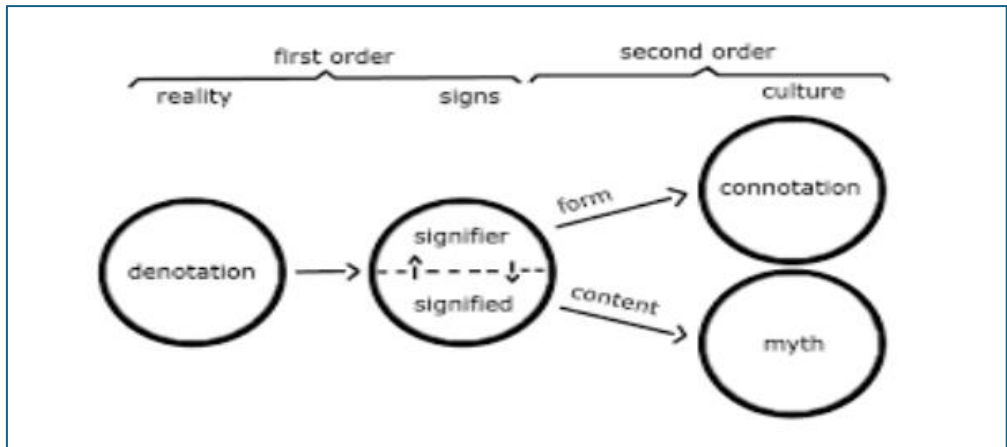 first order
second order
reality
signs
culture
form
connotation
signifier
denotation
signified
content
myth